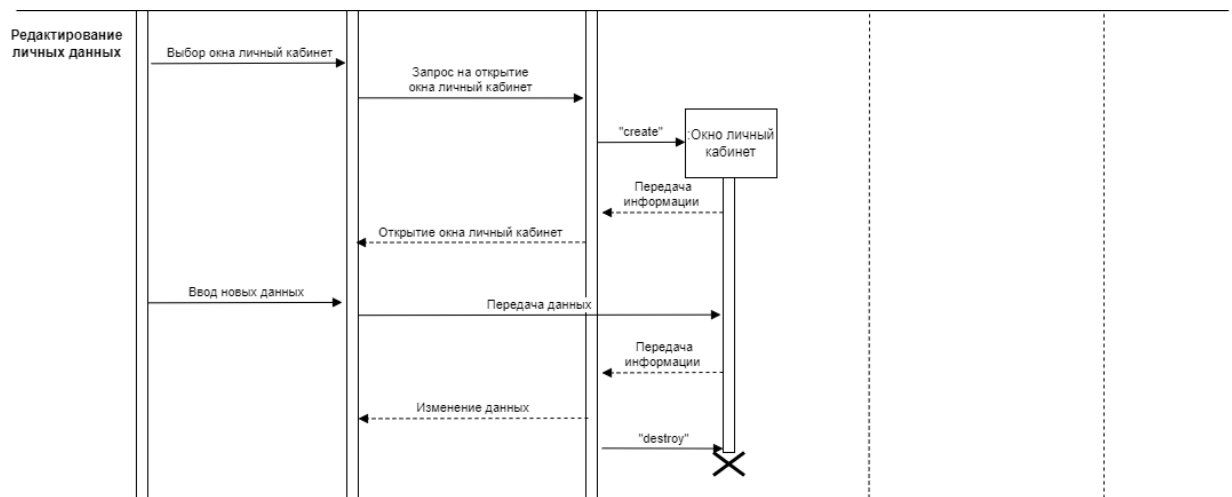 Редактирование
личных данных
Выбор окна личный кабинет
Запрос на открытие
окна личный кабинет
"create"
:Окно личный
кабинет
Передача
информации
Открытие окна личный кабинет
Ввод новых данных
Передача данных
Передача
информации
Изменение данных
"destroy"